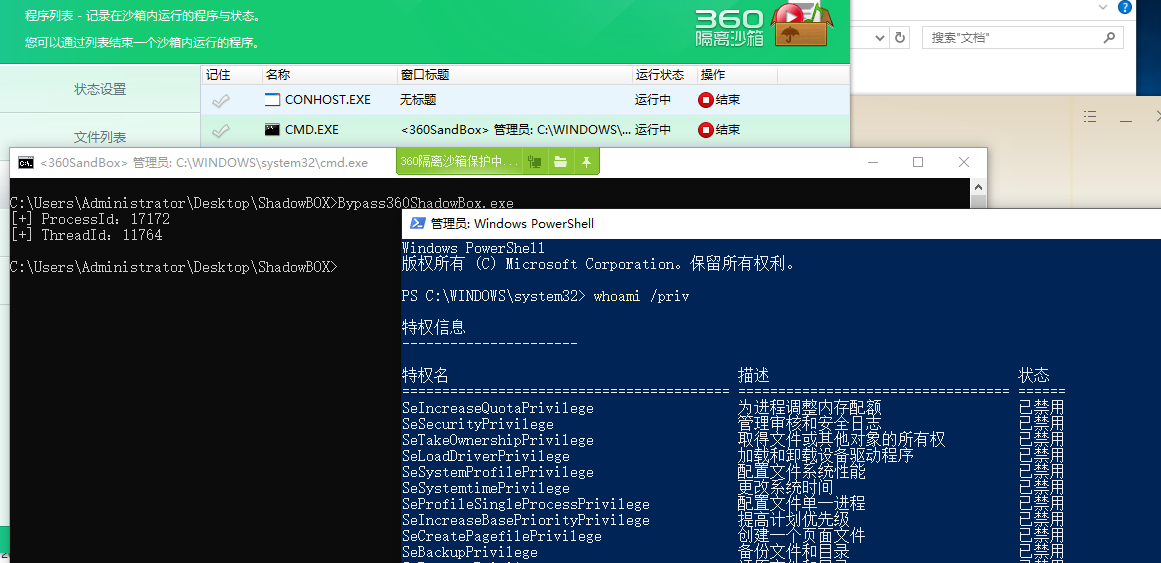 程序列表 - 记录在沙箱内运行的程序与状态。
您可以通过列表结束一个沙箱内运行的程序。
360
隔离沙箱
?
搜索"文档"
状态设置
文件列表
记住 名称 窗口标题 运行状态 操作
CONHOST.EXE 无标题 运行中 结束
CMD.EXE <360SandBox> 管理员: C:\WINDOWS\... 运行中 结束
<360SandBox> 管理员: C:\WINDOWS\system32\cmd.exe
360隔离沙箱保护中...
C:\Users\Administrator\Desktop\ShadowBOX>Bypass360ShadowBox.exe
[+] ProcessId: 17172
[+] ThreadId: 11764
C:\Users\Administrator\Desktop\ShadowBOX>
管理员: Windows PowerShell
Windows PowerShell
版权所有 (C) Microsoft Corporation。保留所有权利。
PS C:\WINDOWS\system32> whoami /priv
特权信息
----------------------
特权名 描述 状态
========================================= ================================== ======
SeIncreaseQuotaPrivilege 为进程调整内存配额 已禁用
SeSecurityPrivilege 管理审核和安全日志 已禁用
SeTakeOwnershipPrivilege 取得文件或其他对象的所有权 已禁用
SeLoadDriverPrivilege 加载和卸载设备驱动程序 已禁用
SeSystemProfilePrivilege 配置文件系统性能 已禁用
SeSystemtimePrivilege 更改系统时间 已禁用
SeProfileSingleProcessPrivilege 配置文件单一进程 已禁用
SeIncreaseBasePriorityPrivilege 提高计划优先级 已禁用
SeCreatePagefilePrivilege 创建一个页面文件 已禁用
SeBackupPrivilege 备份文件和目录 已禁用